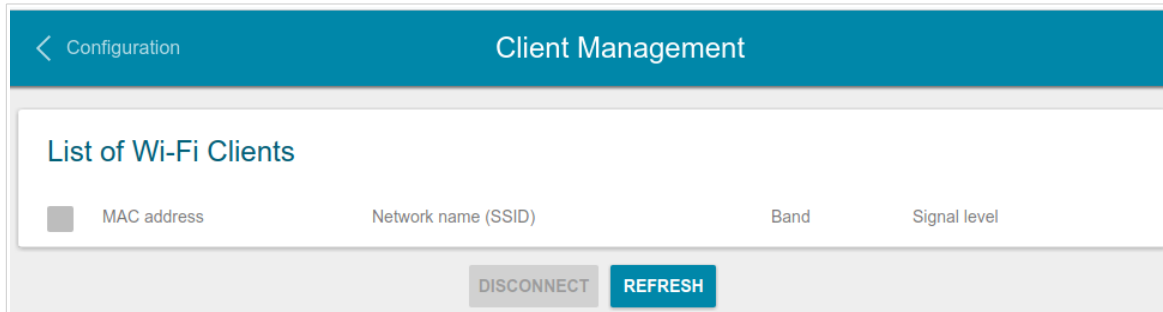 Configuration
Client Management
List of Wi-Fi Clients
MAC address Network name (SSID) Band Signal level
DISCONNECT REFRESH